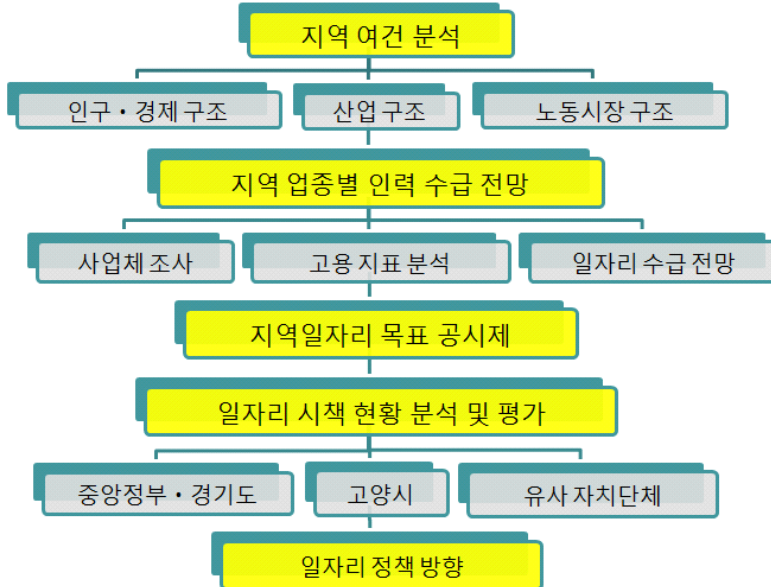 지역 여건 분석
인구·경제 구조
산업 구조
노동시장 구조
지역 업종별 인력 수급 전망
사업체 조사
고용 지표 분석
일자리 수급 전망
지역일자리 목표 공시제
일자리 시책 현황 분석 및 평가
중앙정부·경기도
고양시
유사 자치단체
일자리 정책 방향